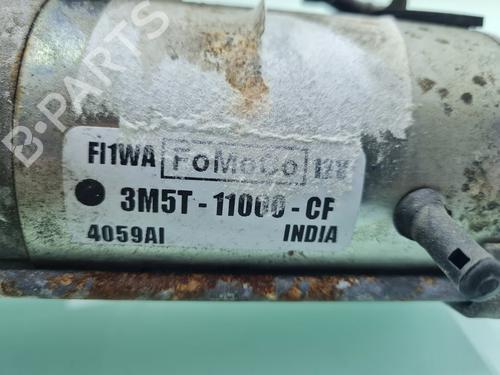 B-PARTS
FI1WA FoMoCo 12V
3M5T - 11000 - CF
4059AI INDIA